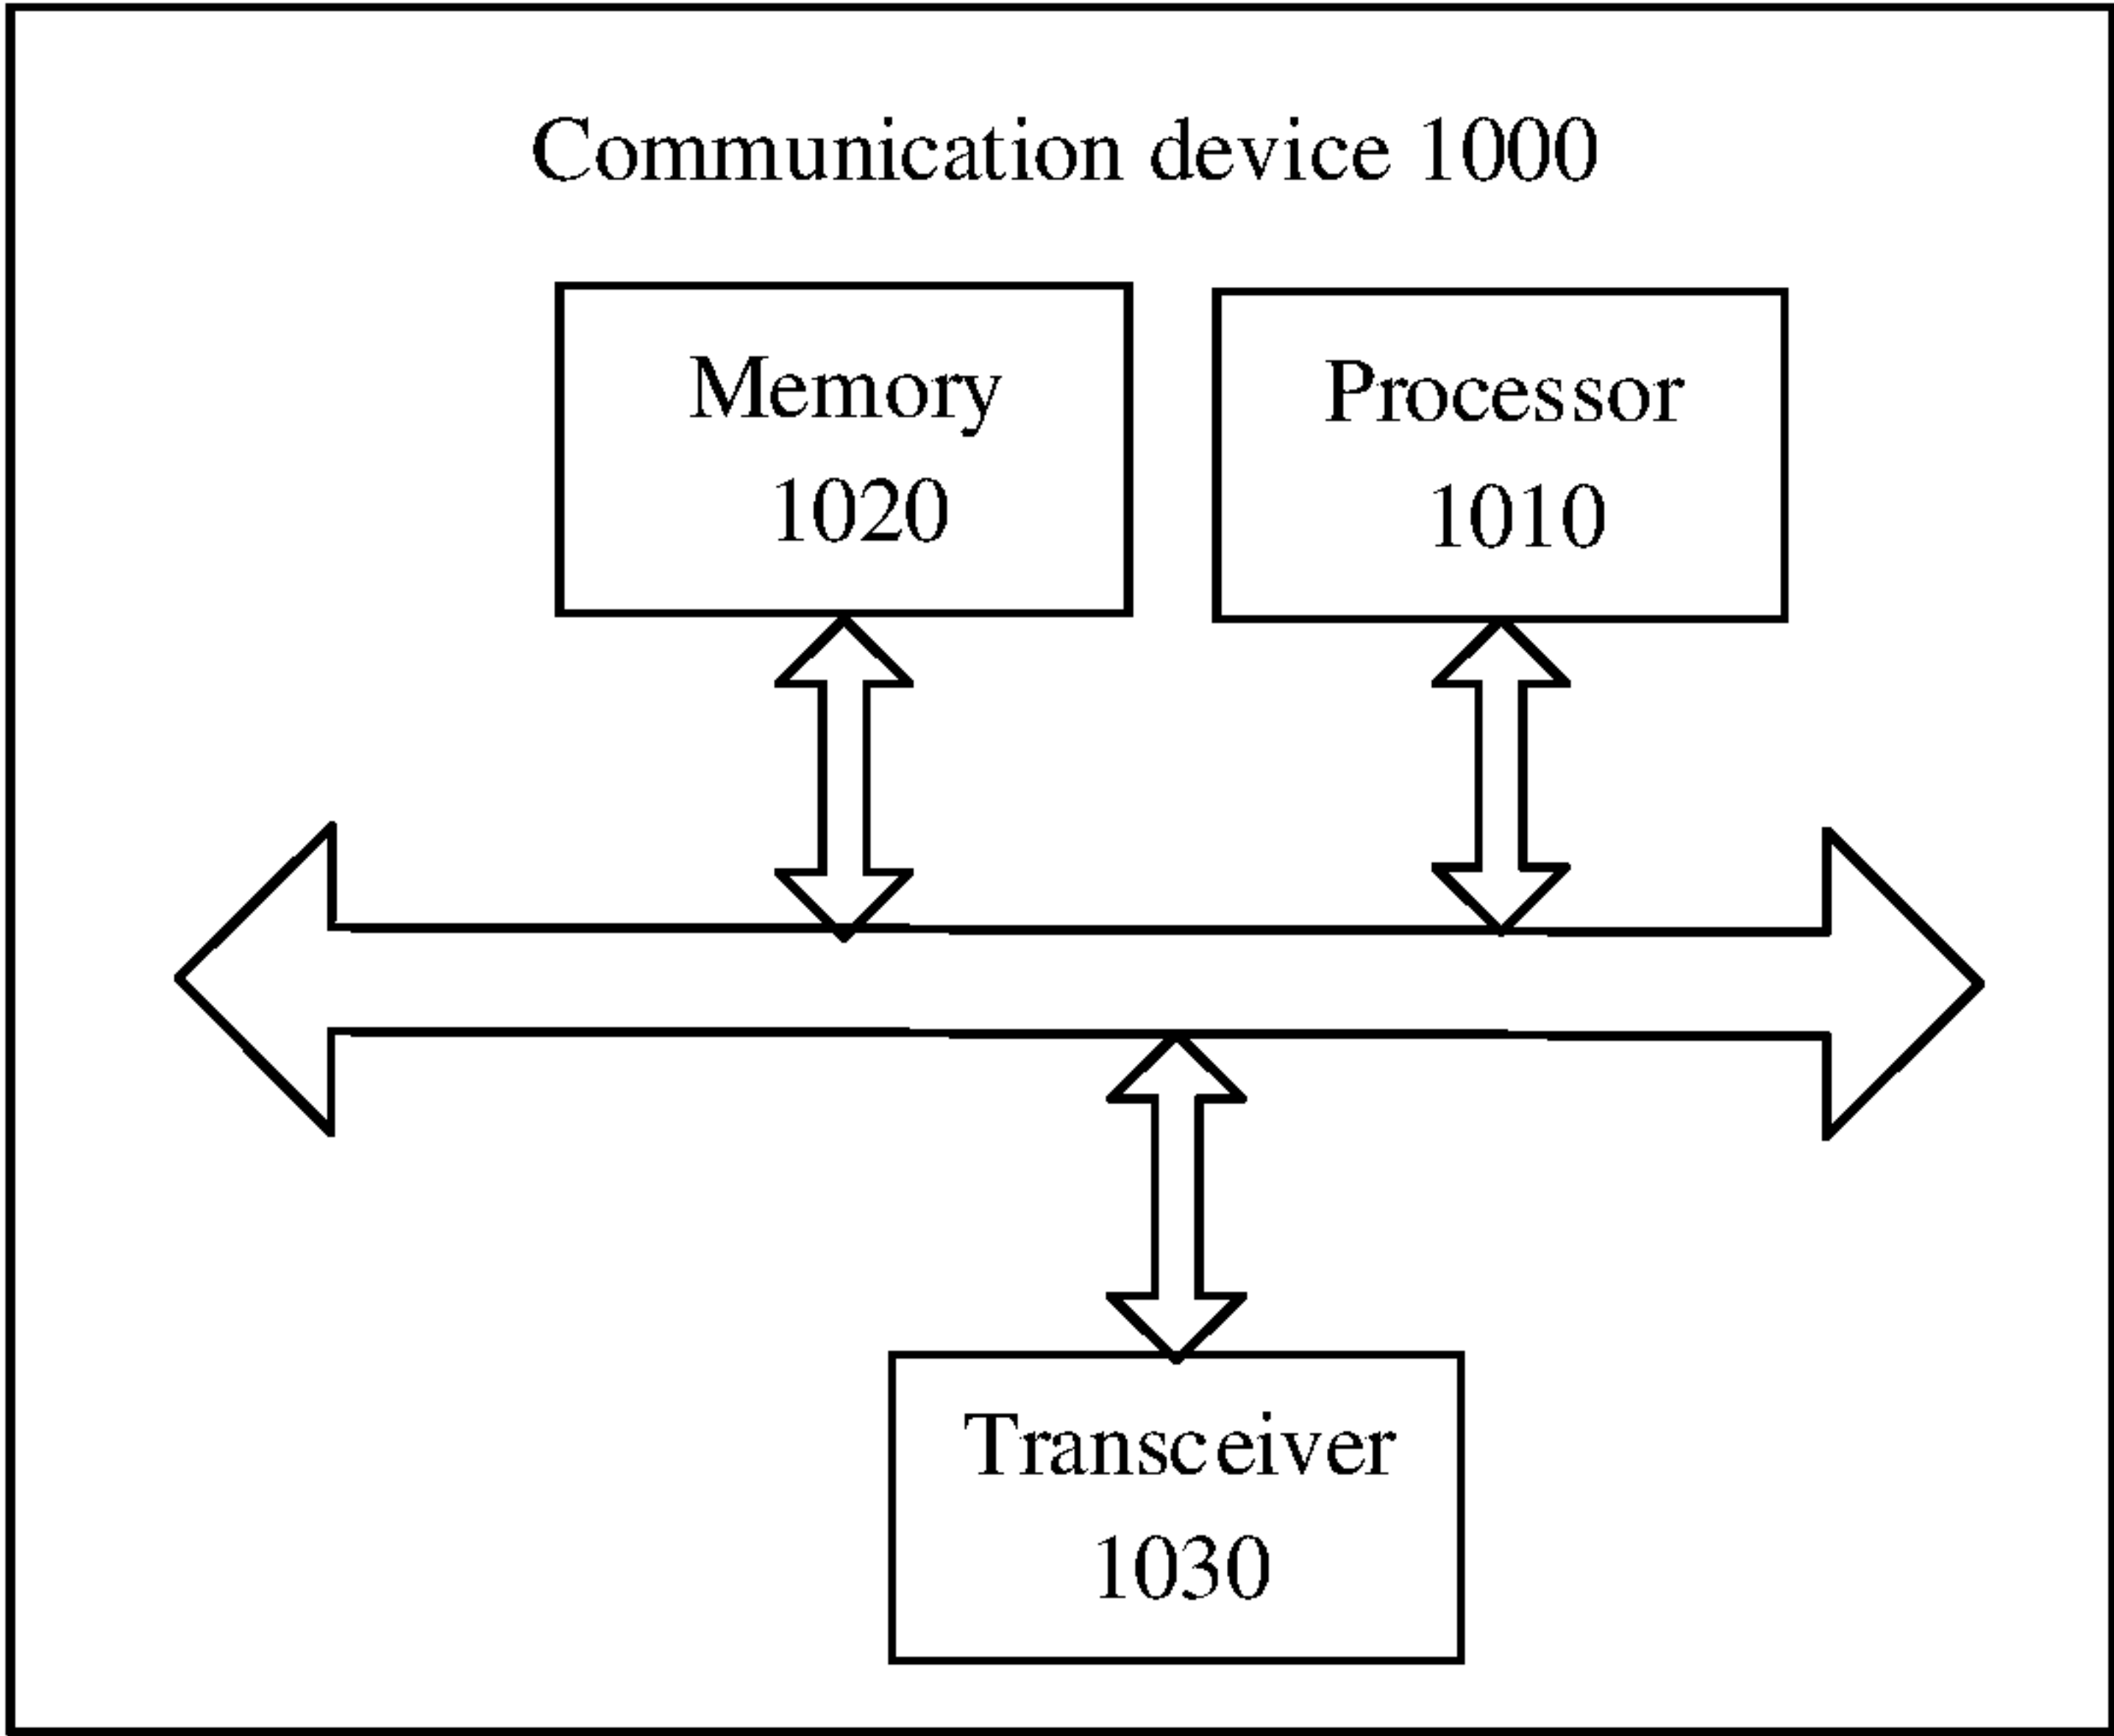 Communication device 1000
Memory
1020
Processor
1010
Transceiver
1030